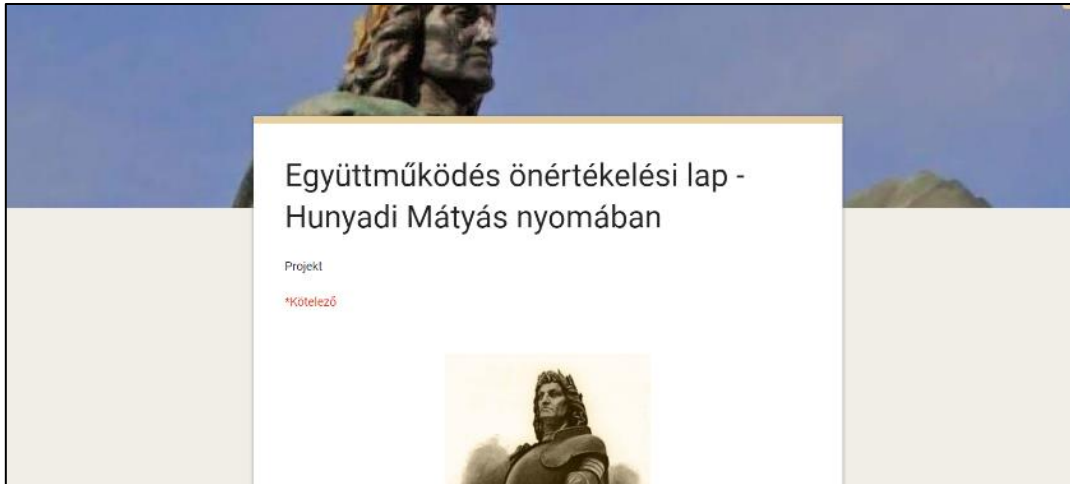 Együttműködés önértékelési lap -
Hunyadi Mátyás nyomában
Projekt
*Kötelező